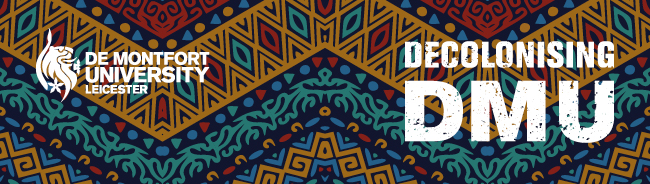 DE MONTFORT
UNIVERSITY
LEICESTER
DECOLONISING
DMU